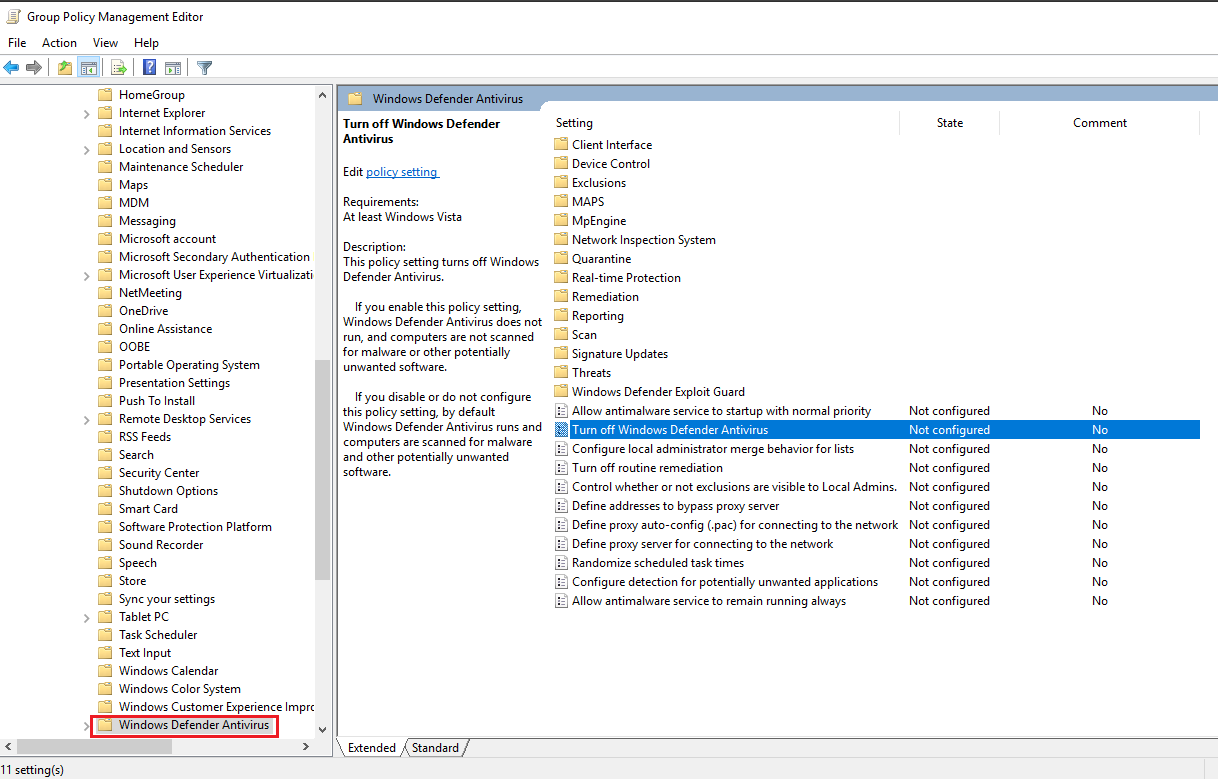 Group Policy Management Editor
File Action View Help
HomeGroup
Internet Explorer
Internet Information Services
Location and Sensors
Maintenance Scheduler
Maps
MDM
Messaging
Microsoft account
Microsoft Secondary Authentication
Microsoft User Experience Virtualizati
NetMeeting
OneDrive
Online Assistance
OOBE
Portable Operating System
Presentation Settings
Push To Install
Remote Desktop Services
RSS Feeds
Search
Security Center
Shutdown Options
Smart Card
Software Protection Platform
Sound Recorder
Speech
Store
Sync your settings
Tablet PC
Task Scheduler
Text Input
Windows Calendar
Windows Color System
Windows Customer Experience Impro
Windows Defender Antivirus
Windows Defender Antivirus
Turn off Windows Defender
Antivirus
Edit policy setting
Requirements:
At least Windows Vista
Description:
This policy setting turns off Windows
Defender Antivirus.
If you enable this policy setting,
Windows Defender Antivirus does not
run, and computers are not scanned
for malware or other potentially
unwanted software.
If you disable or do not configure
this policy setting, by default
Windows Defender Antivirus runs and
computers are scanned for malware
and other potentially unwanted
software.
Setting State Comment
Client Interface
Device Control
Exclusions
MAPS
MpEngine
Network Inspection System
Quarantine
Real-time Protection
Remediation
Reporting
Scan
Signature Updates
Threats
Windows Defender Exploit Guard
Allow antimalware service to startup with normal priority Not configured No
Turn off Windows Defender Antivirus Not configured No
Configure local administrator merge behavior for lists Not configured No
Turn off routine remediation Not configured No
Control whether or not exclusions are visible to Local Admins. Not configured No
Define addresses to bypass proxy server Not configured No
Define proxy auto-config (.pac) for connecting to the network Not configured No
Define proxy server for connecting to the network Not configured No
Randomize scheduled task times Not configured No
Configure detection for potentially unwanted applications Not configured No
Allow antimalware service to remain running always Not configured No
Extended Standard
11 setting(s)